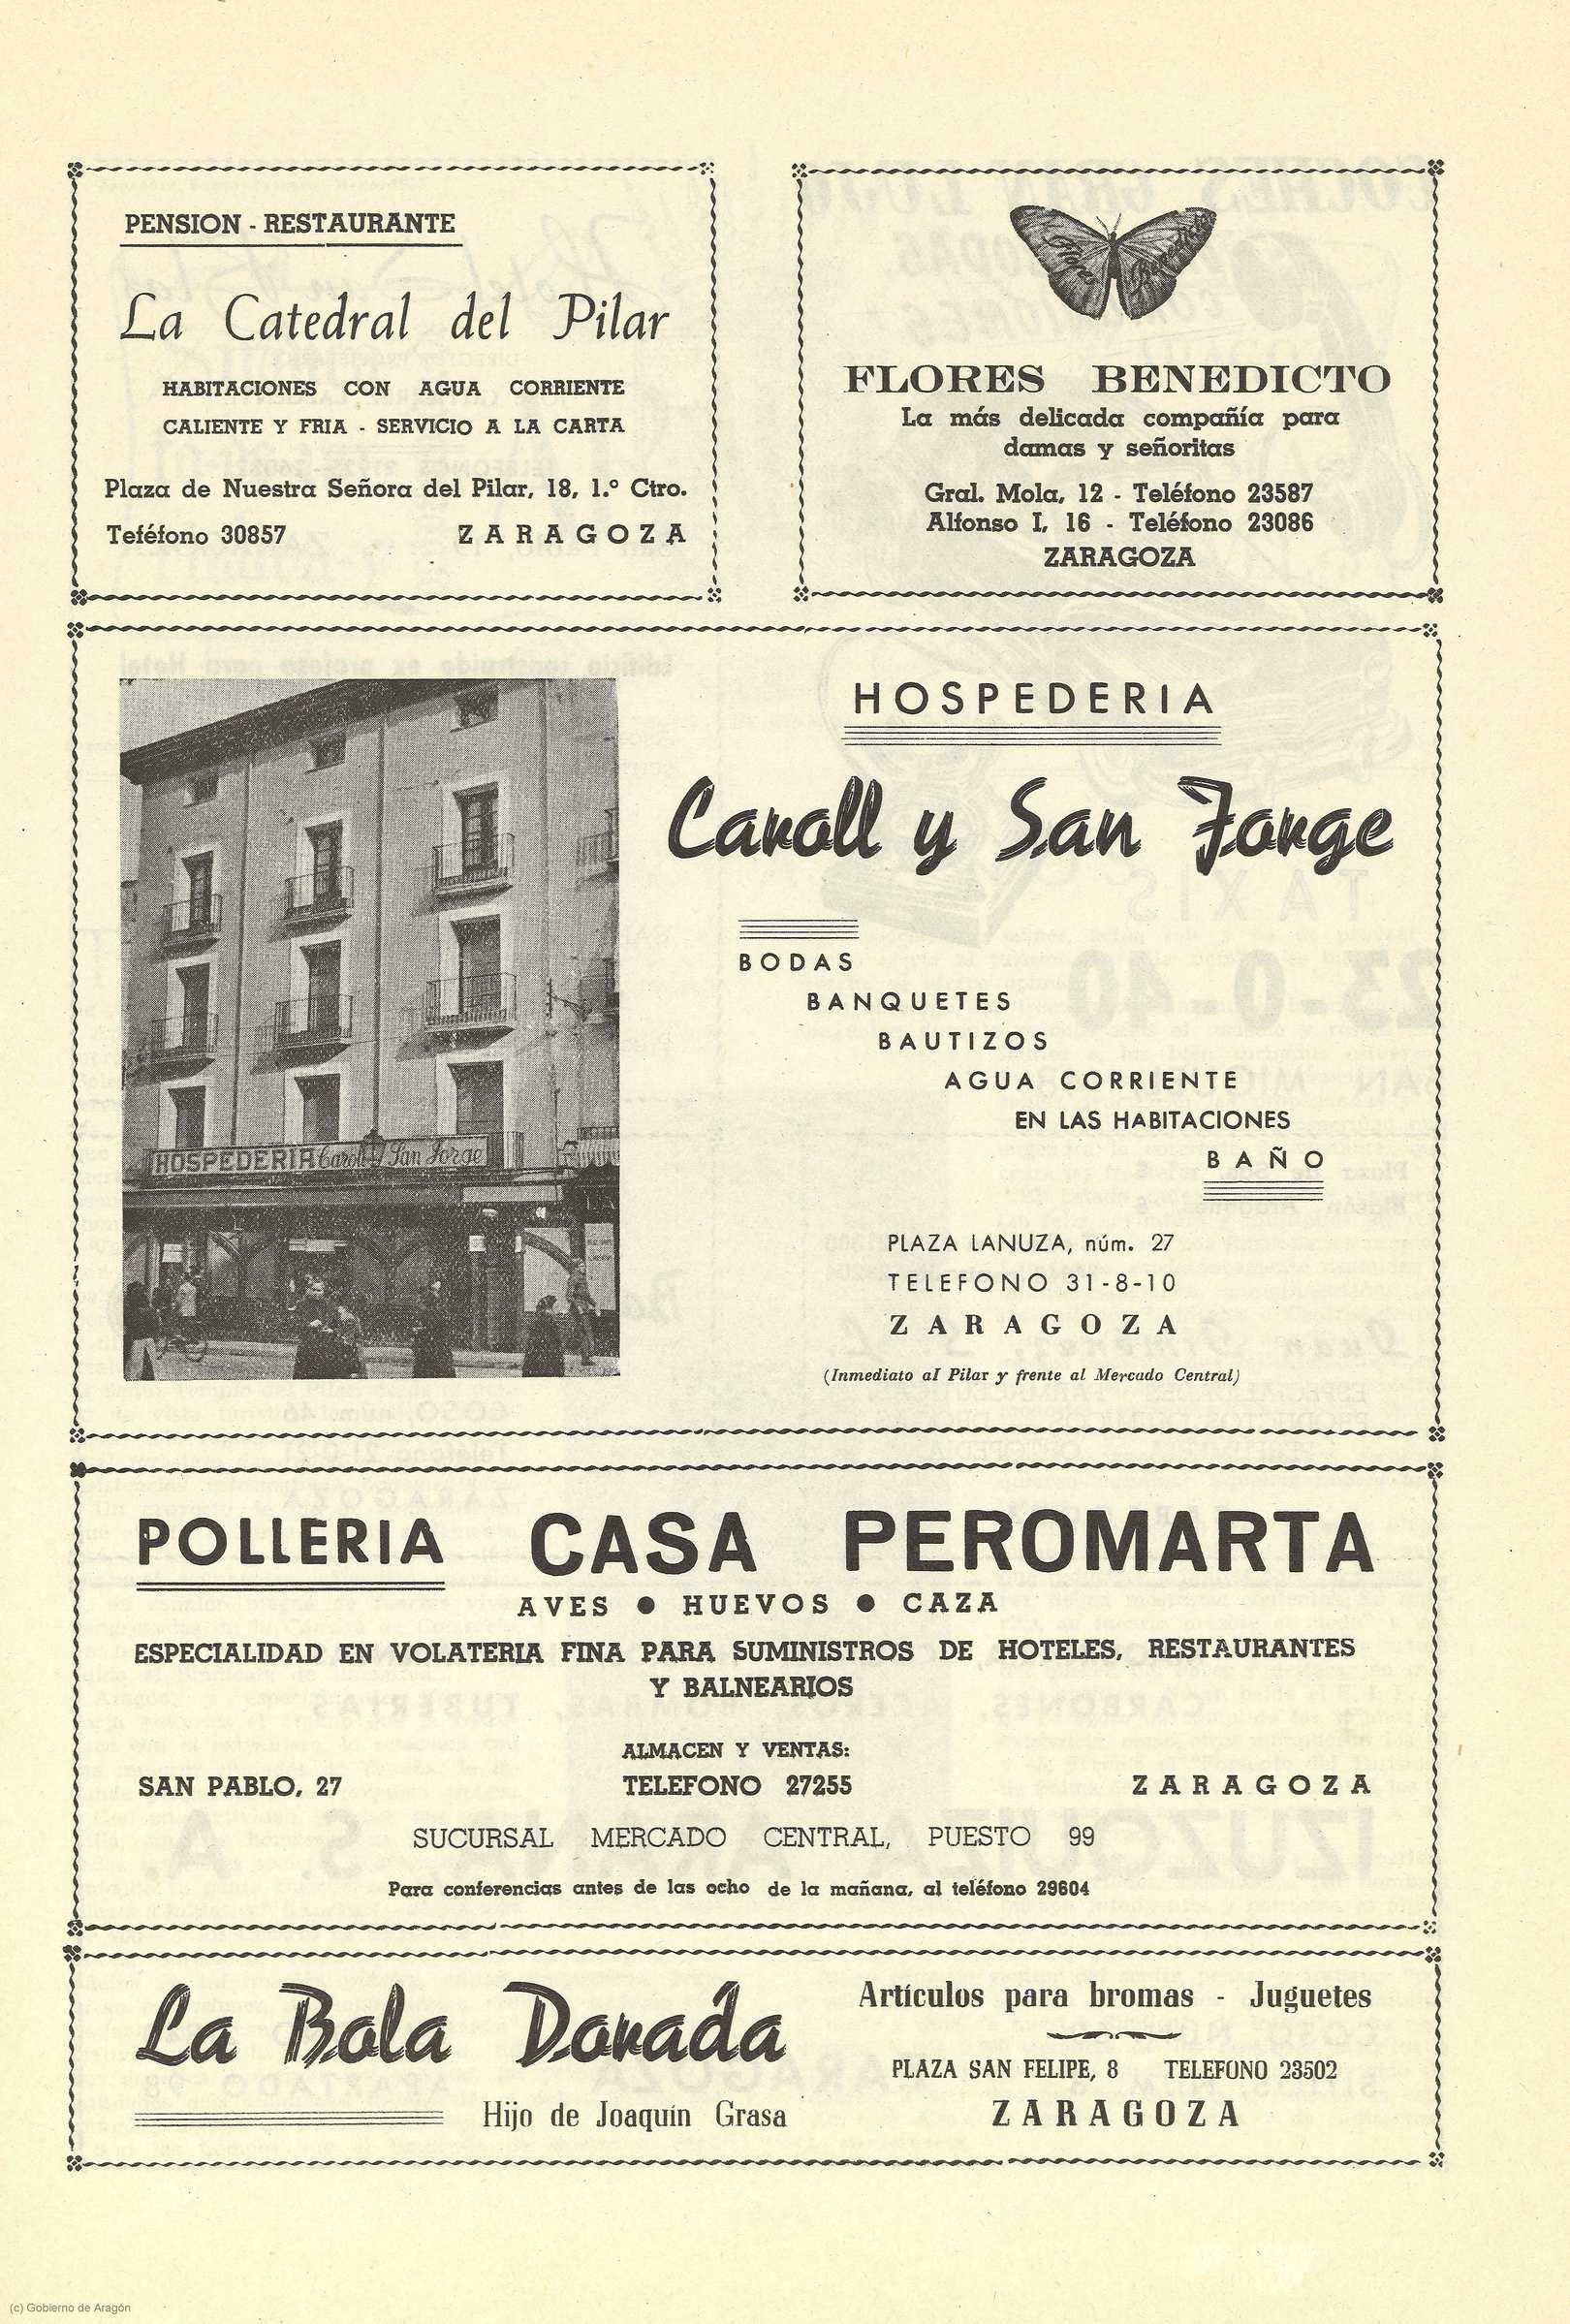 PENSION - RESTAURANTE
La Catedral del Pilar
HABITACIONES CON AGUA CORRIENTE
CALIENTE Y FRIA - SERVICIO A LA CARTA
Plaza de Nuestra Señora del Pilar, 18, 1.º Ctro.
Teféfono 30857 ZARAGOZA
Flores Benedicto
FLORES BENEDICTO
La más delicada compañía para
damas y señoritas
Gral. Mola, 12 - Teléfono 23587
Alfonso I, 16 - Teléfono 23086
ZARAGOZA
HOSPEDERIA Caroll y San Jorge
HOSPEDERIA
Caroll y San Jorge
BODAS
BANQUETES
BAUTIZOS
AGUA CORRIENTE
EN LAS HABITACIONES
BAÑO
PLAZA LANUZA, núm. 27
TELEFONO 31-8-10
ZARAGOZA
(Inmediato al Pilar y frente al Mercado Central)
POLLERIA CASA PEROMARTA
AVES ● HUEVOS ● CAZA
ESPECIALIDAD EN VOLATERIA FINA PARA SUMINISTROS DE HOTELES, RESTAURANTES
Y BALNEARIOS
ALMACEN Y VENTAS:
SAN PABLO, 27 TELEFONO 27255 ZARAGOZA
SUCURSAL MERCADO CENTRAL, PUESTO 99
Para conferencias antes de las ocho de la mañana, al teléfono 29604
La Bola Dorada
Hijo de Joaquín Grasa
Artículos para bromas - Juguetes
PLAZA SAN FELIPE, 8 TELEFONO 23502
ZARAGOZA
(c) Gobierno de Aragón